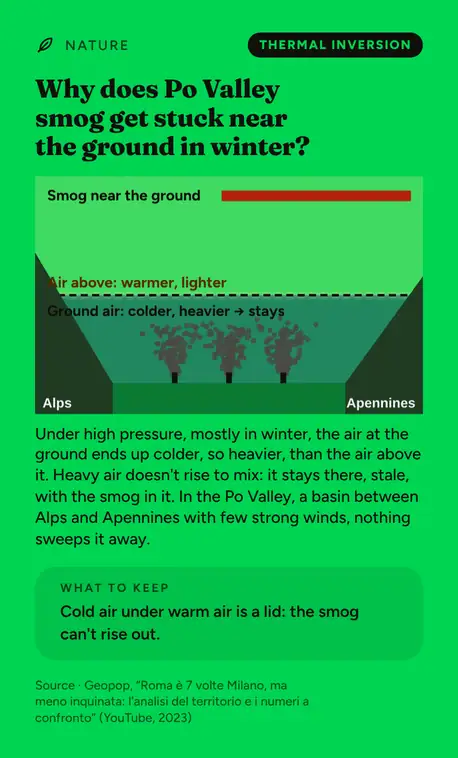 NATURE
THERMAL INVERSION
Why does Po Valley
smog get stuck near
the ground in winter?
Smog near the ground
Air above: warmer, lighter
Ground air: colder, heavier → stays
Alps
Apennines
Under high pressure, mostly in winter, the air at the
ground ends up colder, so heavier, than the air above
it. Heavy air doesn't rise to mix: it stays there, stale,
with the smog in it. In the Po Valley, a basin between
Alps and Apennines with few strong winds, nothing
sweeps it away.
WHAT TO KEEP
Cold air under warm air is a lid: the smog
can't rise out.
Source · Geopop, “Roma è 7 volte Milano, ma
meno inquinata: l'analisi del territorio e i numeri a
confronto” (YouTube, 2023)